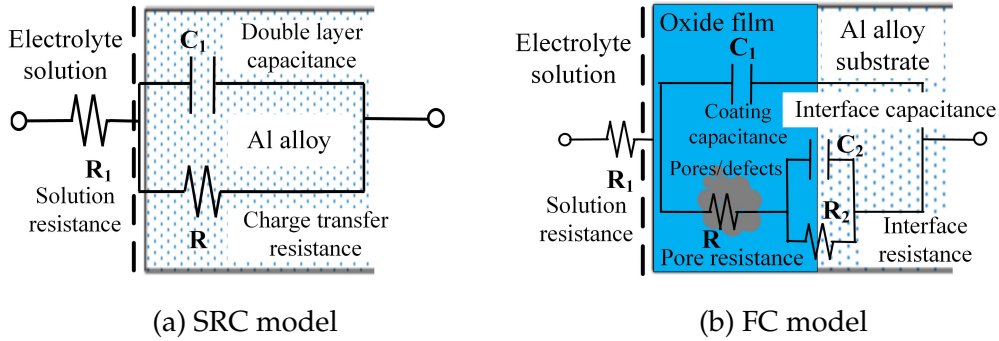 Electrolyte
solution
C1
Double layer
capacitance
R1
Al alloy
Solution
resistance
R
Charge transfer
resistance
(a) SRC model
Oxide film
Electrolyte
solution
C1
Al alloy
substrate
Coating
capacitance
Interface capacitance
C2
Pores/defects
R1
Solution
resistance
R
R2
Pore resistance
Interface
resistance
(b) FC model